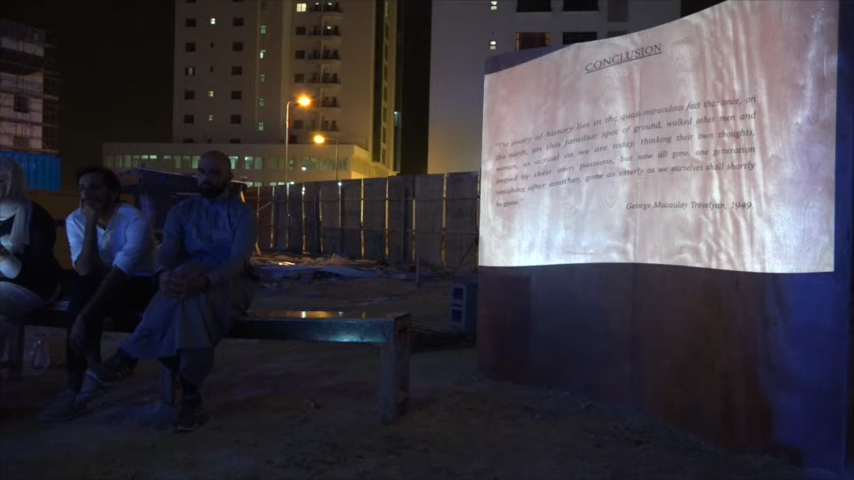 CONCLUSION
"The poetry of history lies in the quasi-miraculous fact that once, on
this earth, on this familiar spot of ground, walked other men and
women, as actual as we are today, thinking their own thoughts,
swayed by their own passions, but now all gone, one generation
vanishing after another, gone as utterly as we ourselves shall shortly
be gone."
George Macaulay Trevelyan, 1949